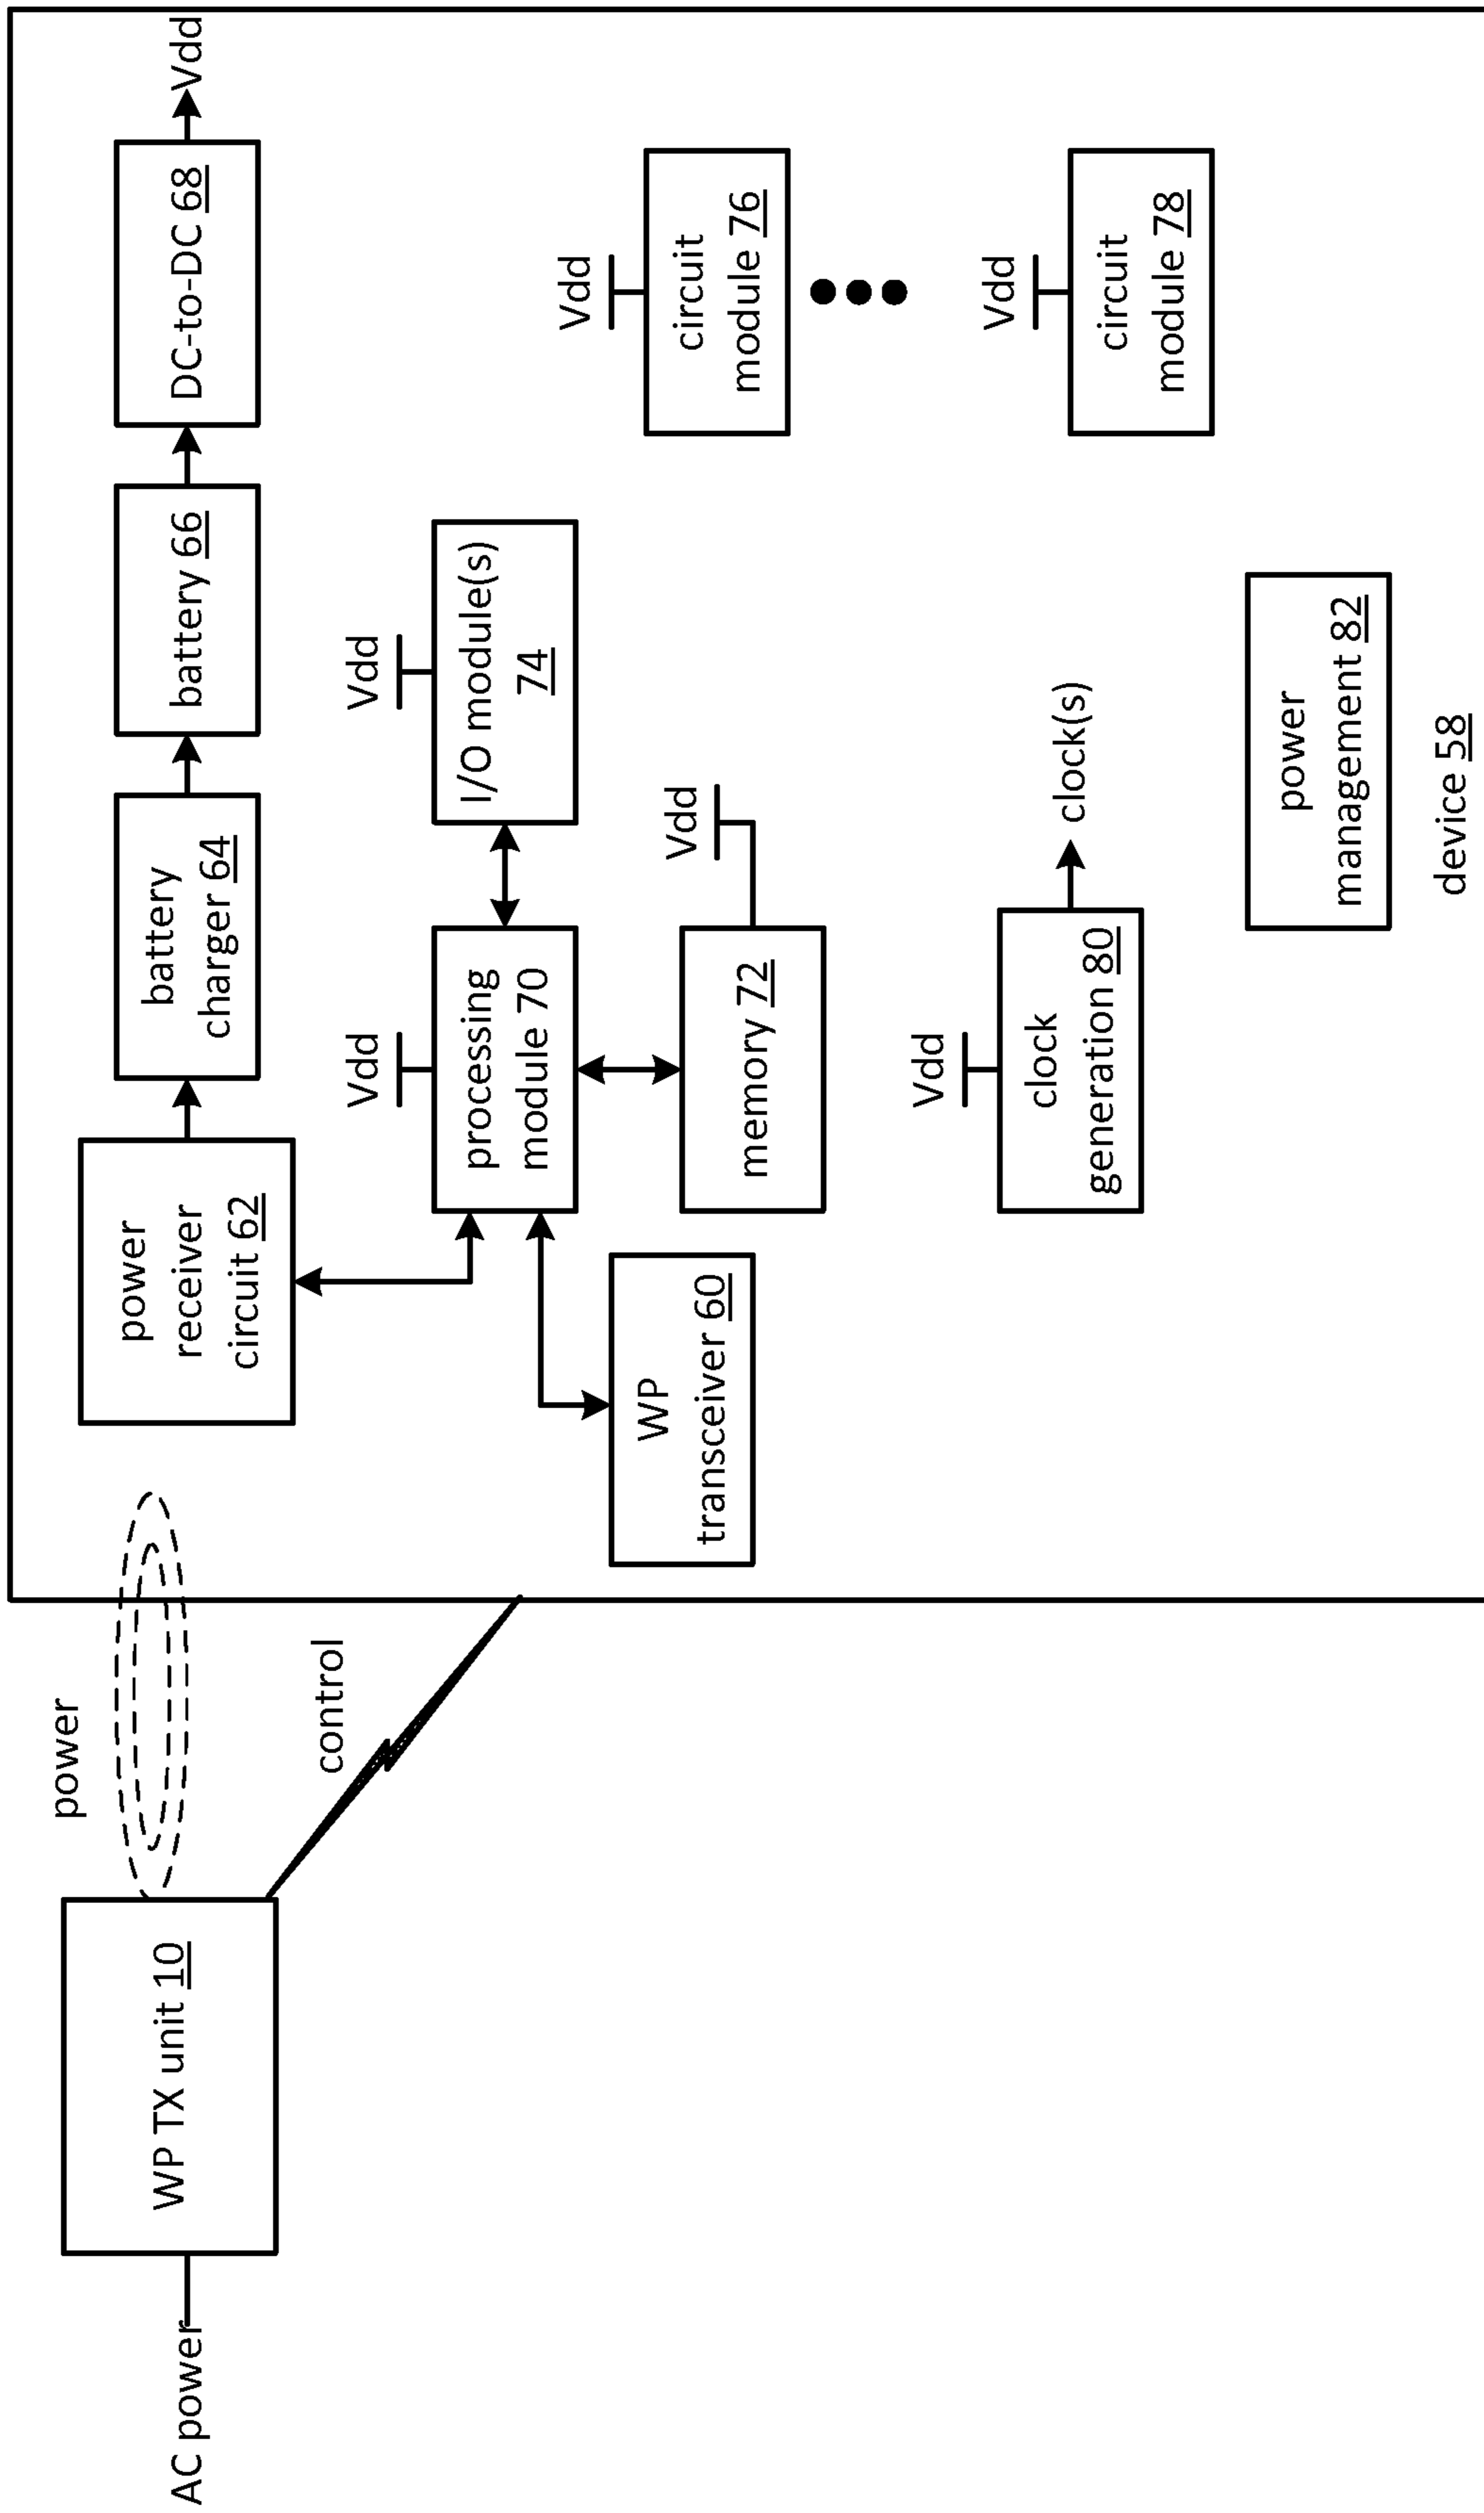 AC power
WP TX unit 10
power
control
power
receiver
circuit 62
battery
charger 64
battery 66
DC-to-DC 68
Vdd
Vdd
processing
module 70
Vdd
I/O module(s)
74
WP
transceiver 60
memory 72
Vdd
Vdd
circuit
module 76
Vdd
clock
generation 80
clock(s)
Vdd
circuit
module 78
power
management 82
device 58